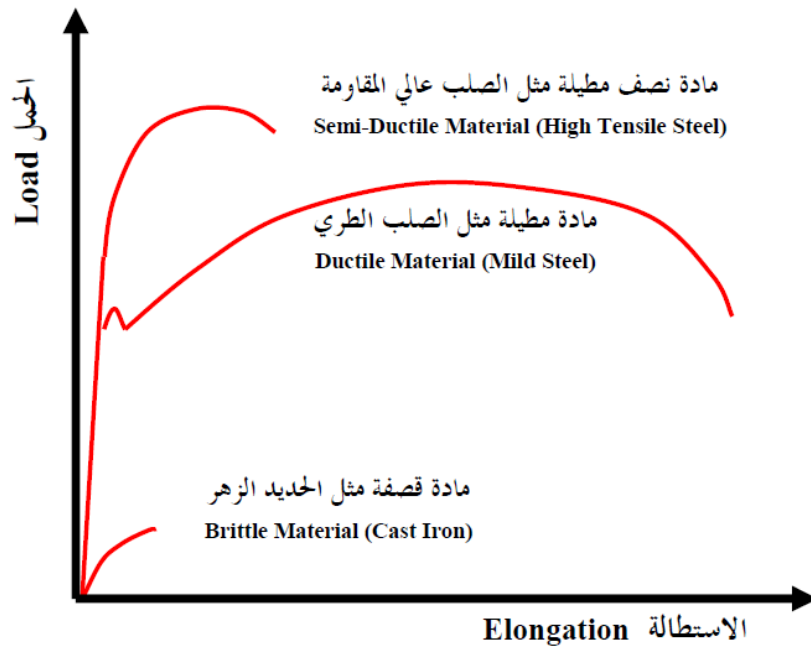 مادة نصف مطيلة مثل الصلب عالي المقاومة
Semi-Ductile Material (High Tensile Steel)
الحمل Load
مادة مطيلة مثل الصلب الطري
Ductile Material (Mild Steel)
مادة قصفة مثل الحديد الزهر
Brittle Material (Cast Iron)
Elongation الاستطالة